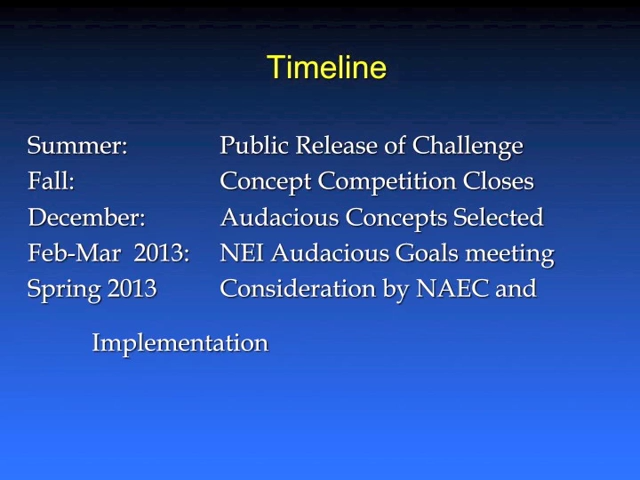 Timeline
Summer: Public Release of Challenge
Fall: Concept Competition Closes
December: Audacious Concepts Selected
Feb-Mar 2013: NEI Audacious Goals meeting
Spring 2013 Consideration by NAEC and
Implementation